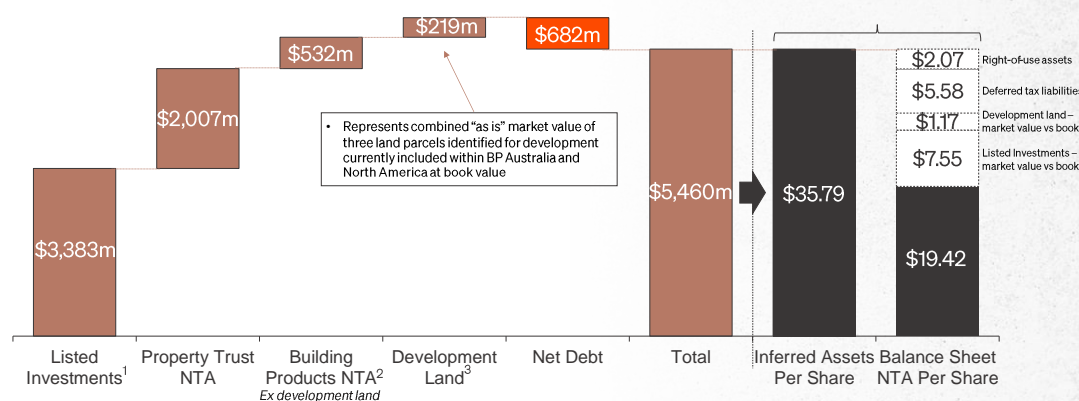 $219m
$682m
$532m
$2,007m
• Represents combined “as is” market value of
three land parcels identified for development
currently included within BP Australia and
North America at book value
$3,383m
$5,460m
$35.79
$2.07
Right-of-use assets
$5.58
Deferred tax liabilities
$1.17
Development land –
market value vs book
$7.55
Listed Investments –
market value vs book
$19.42
Listed
Investments1
Property Trust
NTA
Building
Products NTA2
Ex development land
Development
Land3
Net Debt
Total
Inferred Assets
Per Share
Balance Sheet
NTA Per Share